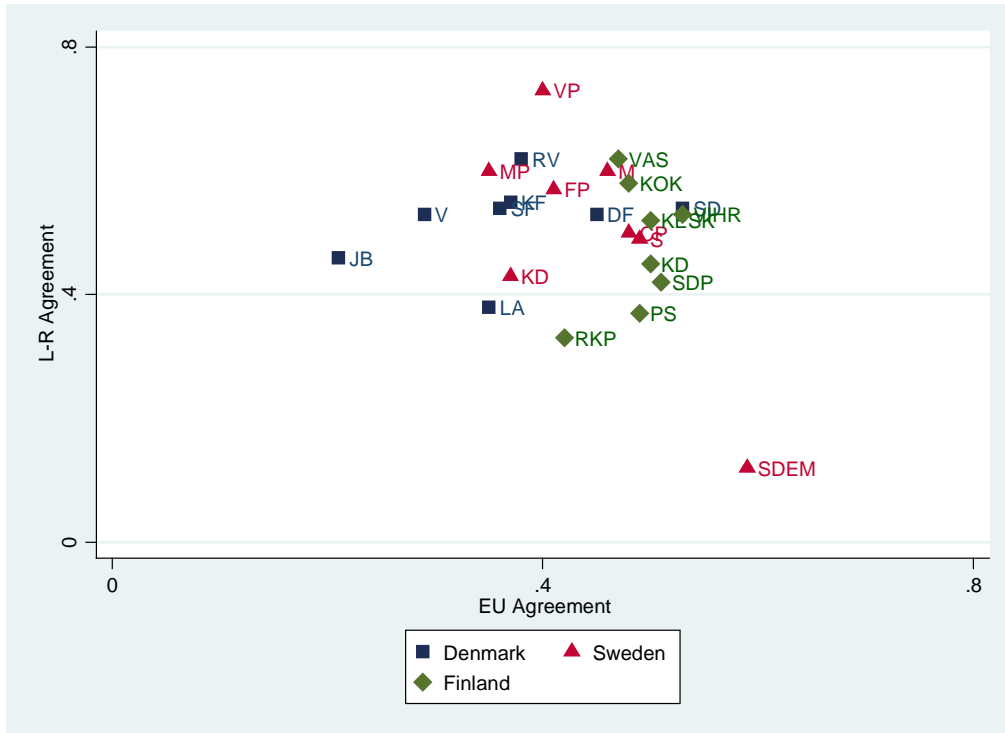 .8
VP
RV
VAS
MP
M
KOK
FP
KF
SF
V
DF
SD
VIHR
KESK
CP
S
JB
KD
KD
SDP
.4
LA
PS
RKP
SDEM
0
L-R Agreement
0
.4
.8
EU Agreement
Denmark
Sweden
Finland